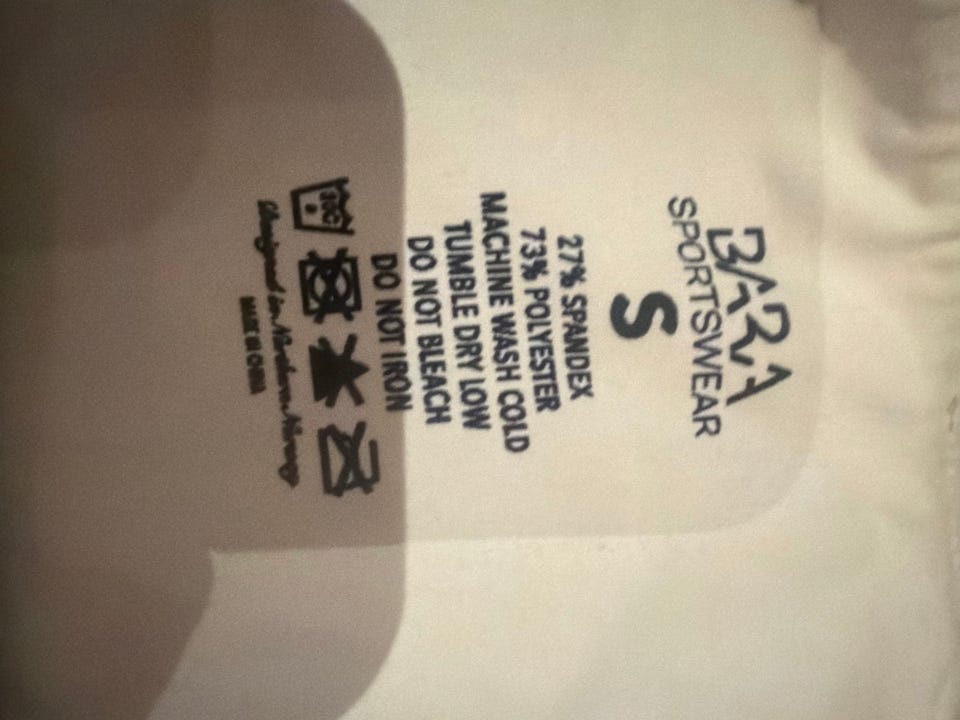 BARA
SPORTSWEAR
S
27% SPANDEX
73% POLYESTER
MACHINE WASH COLD
TUMBLE DRY LOW
DO NOT BLEACH
DO NOT IRON
30C
Designed in Northern Norway
MADE IN CHINA